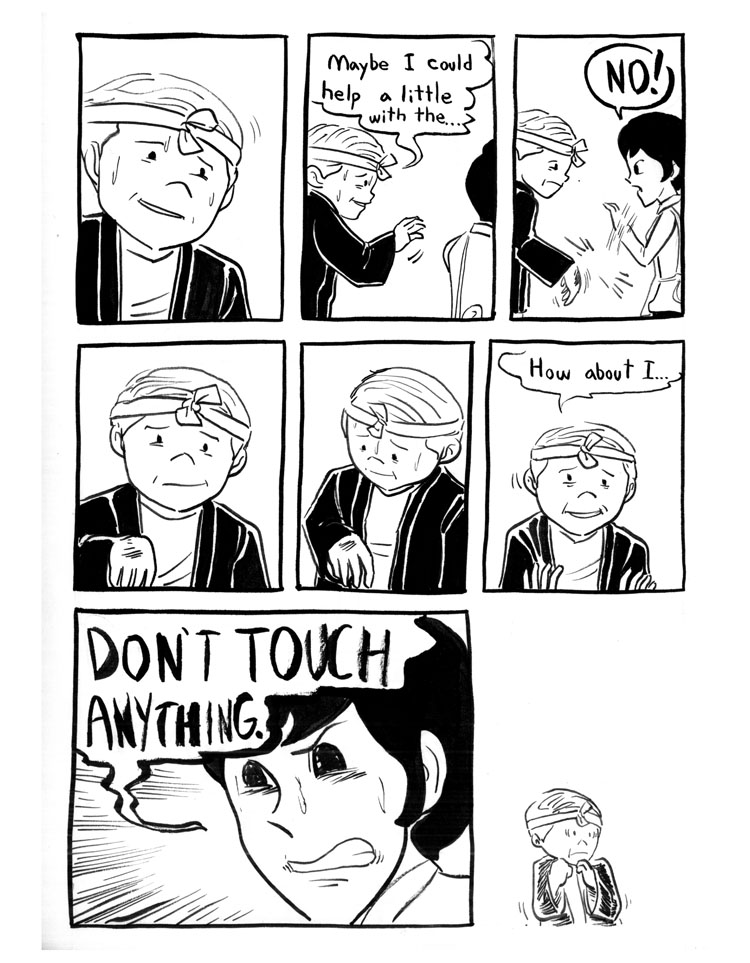 Maybe I could
help a little
with the...
NO!
How about I...
DON'T TOUCH
ANYTHING.